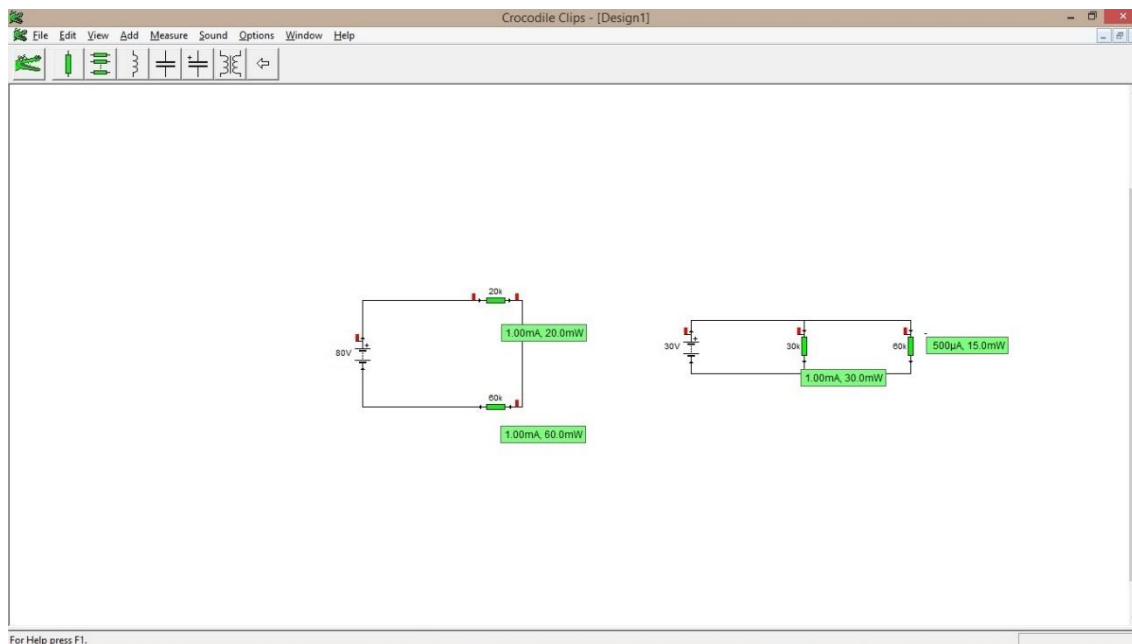 Crocodile Clips - [Design1]
File Edit View Add Measure Sound Options Window Help
20k
1.00mA, 20.0mW
80V
60k
1.00mA, 60.0mW
30V
30k
60k
500µA, 15.0mW
1.00mA, 30.0mW
For Help press F1.